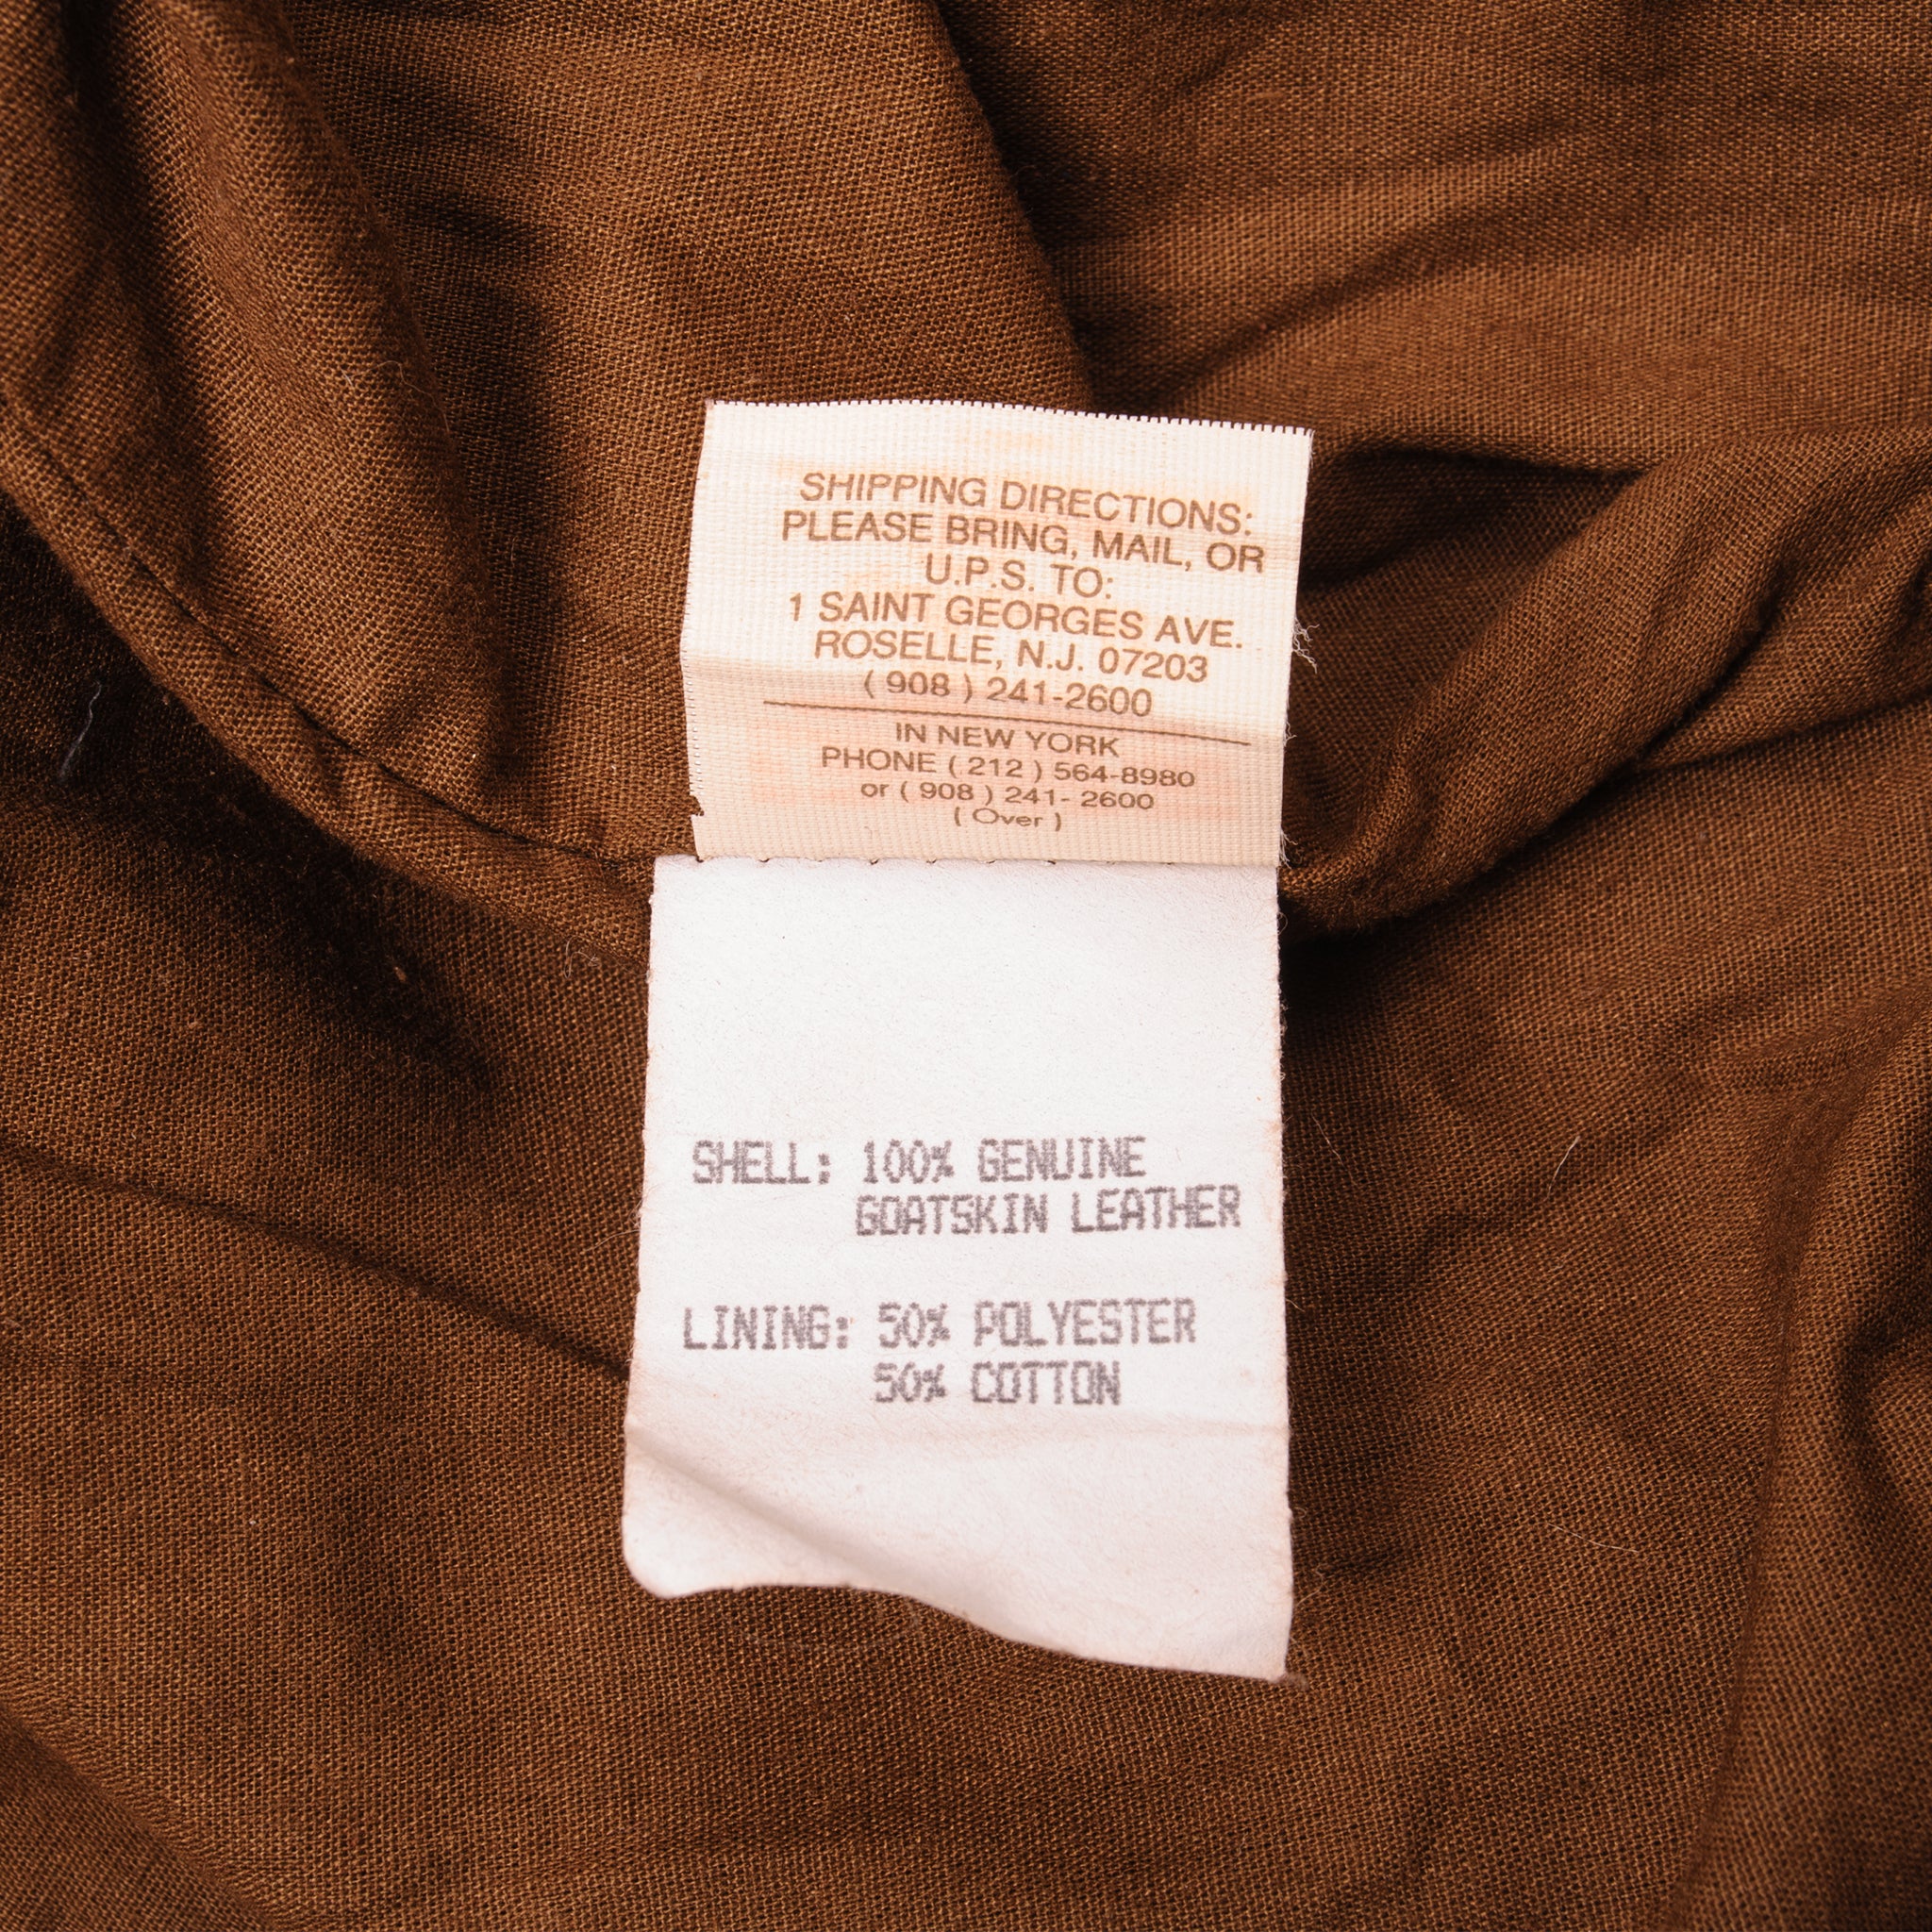 SHIPPING DIRECTIONS:
PLEASE BRING, MAIL, OR
U.P.S. TO:
1 SAINT GEORGES AVE.
ROSELLE, N.J. 07203
( 908 ) 241-2600
IN NEW YORK
PHONE ( 212 ) 564-8980
or ( 908 ) 241- 2600
( Over )
SHELL: 100% GENUINE
GOATSKIN LEATHER
LINING: 50% POLYESTER
50% COTTON